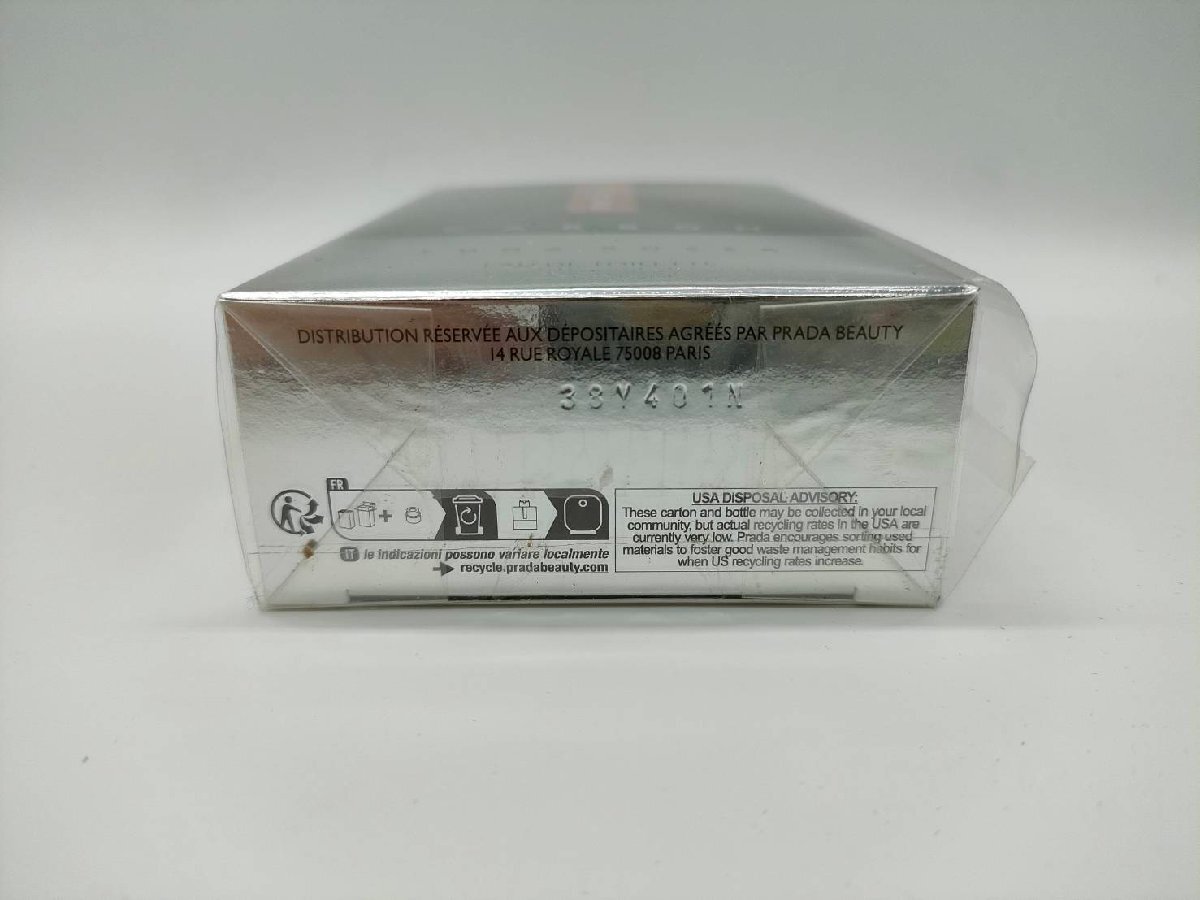 DISTRIBUTION RÉSERVÉE AUX DÉPOSITAIRES AGRÉÉS PAR PRADA BEAUTY
14 RUE ROYALE 75008 PARIS
38Y401N
FR
IT le indicazioni possono variare localmente
recycle.pradabeauty.com
USA DISPOSAL ADVISORY:
These carton and bottle may be collected in your local
community, but actual recycling rates in the USA are
currently very low. Prada encourages sorting used
materials to foster good waste management habits for
when US recycling rates increase.